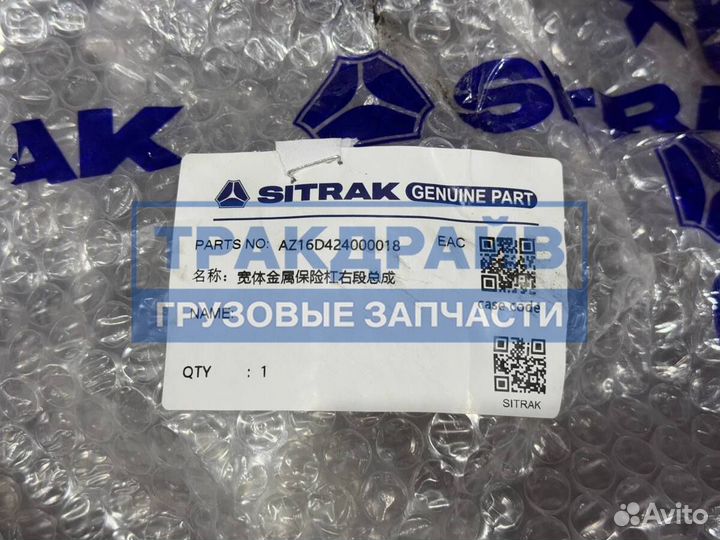 AK
SITRAK
SITRAK GENUINE PART
PARTS NO: AZ16D424000018 EAC
ТРАКДРАЙВ
名称: 宽体金属保险杠右段总成
NAME:
ГРУЗОВЫЕ ЗАПЧАСТИ
Case code
QTY : 1
SITRAK
Avito